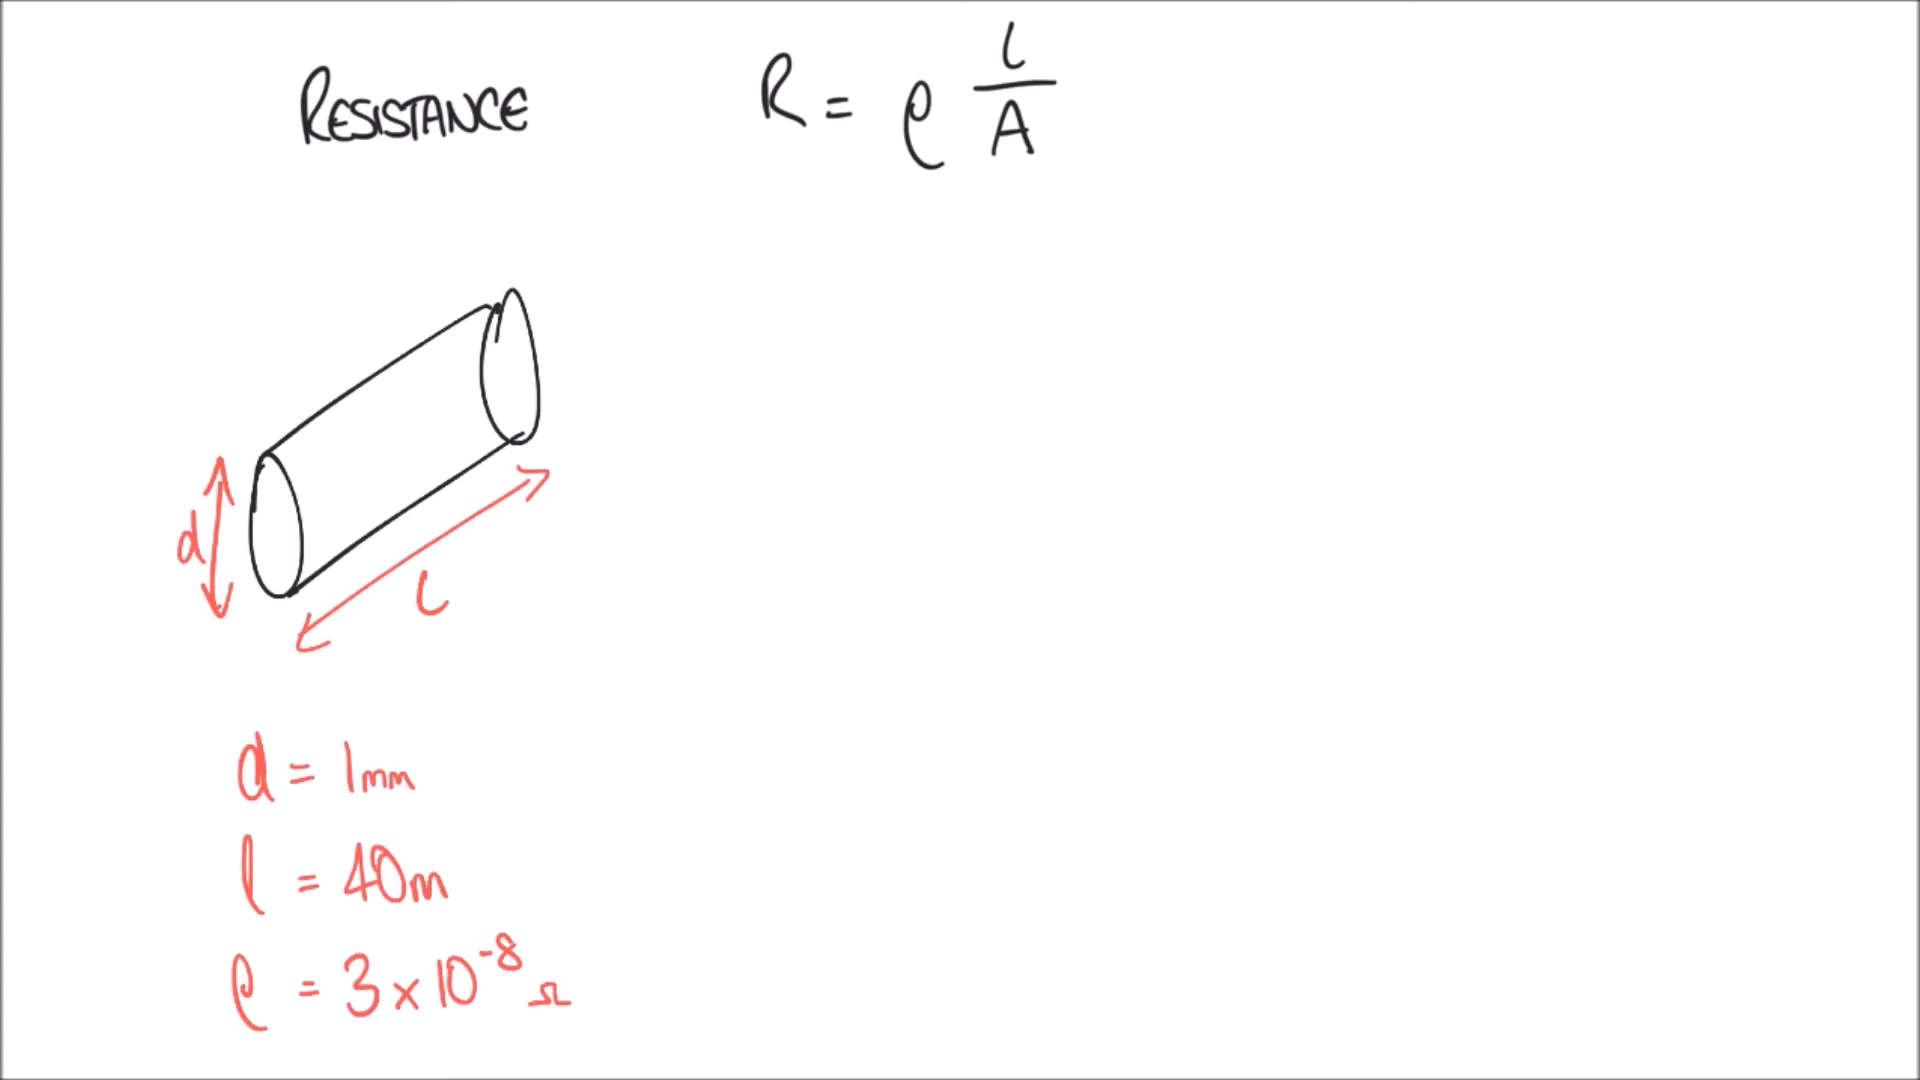 RESISTANCE
R = ρ l/A
d
l
d = 1mm
l = 40m
ρ = 3 × 10⁻⁸ Ω